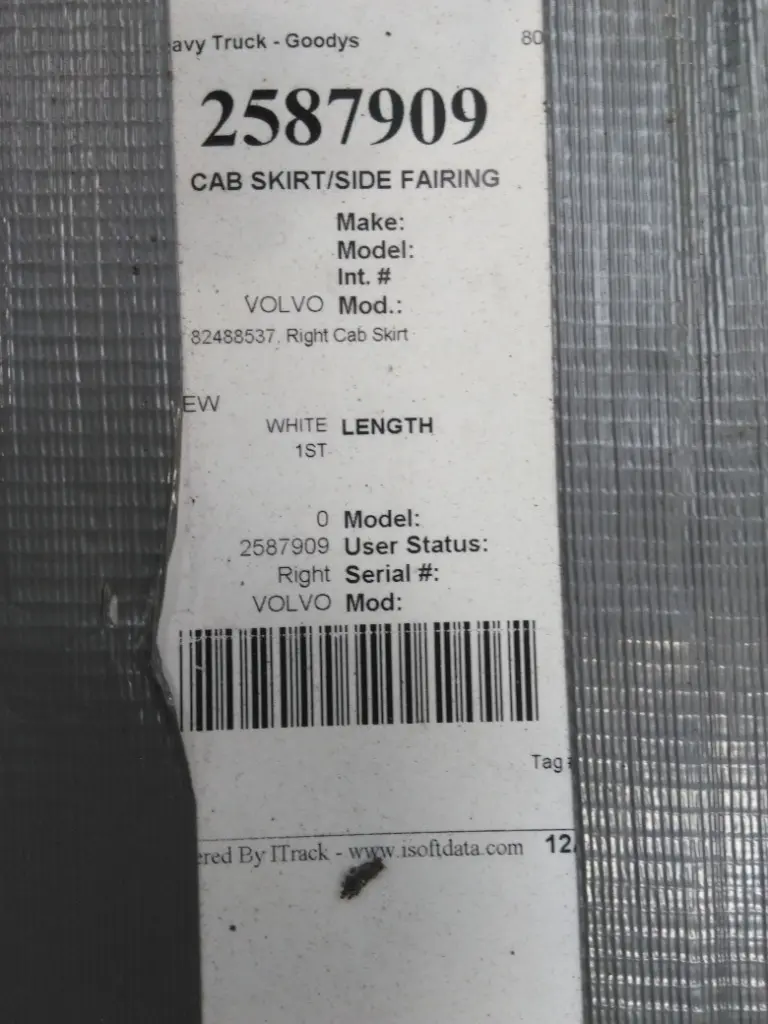 avy Truck - Goodys 80
2587909
CAB SKIRT/SIDE FAIRING
Make:
Model:
Int. #
VOLVO Mod.:
82488537, Right Cab Skirt
EW
WHITE LENGTH
1ST
0 Model:
2587909 User Status:
Right Serial #:
VOLVO Mod:
Tag
ered By ITrack - www.isoftdata.com 12